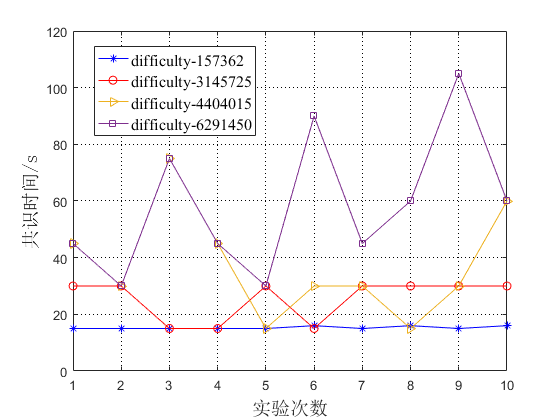 120
100
80
60
40
20
0
共识时间/s
difficulty-157362
difficulty-3145725
difficulty-4404015
difficulty-6291450
1 2 3 4 5 6 7 8 9 10
实验次数